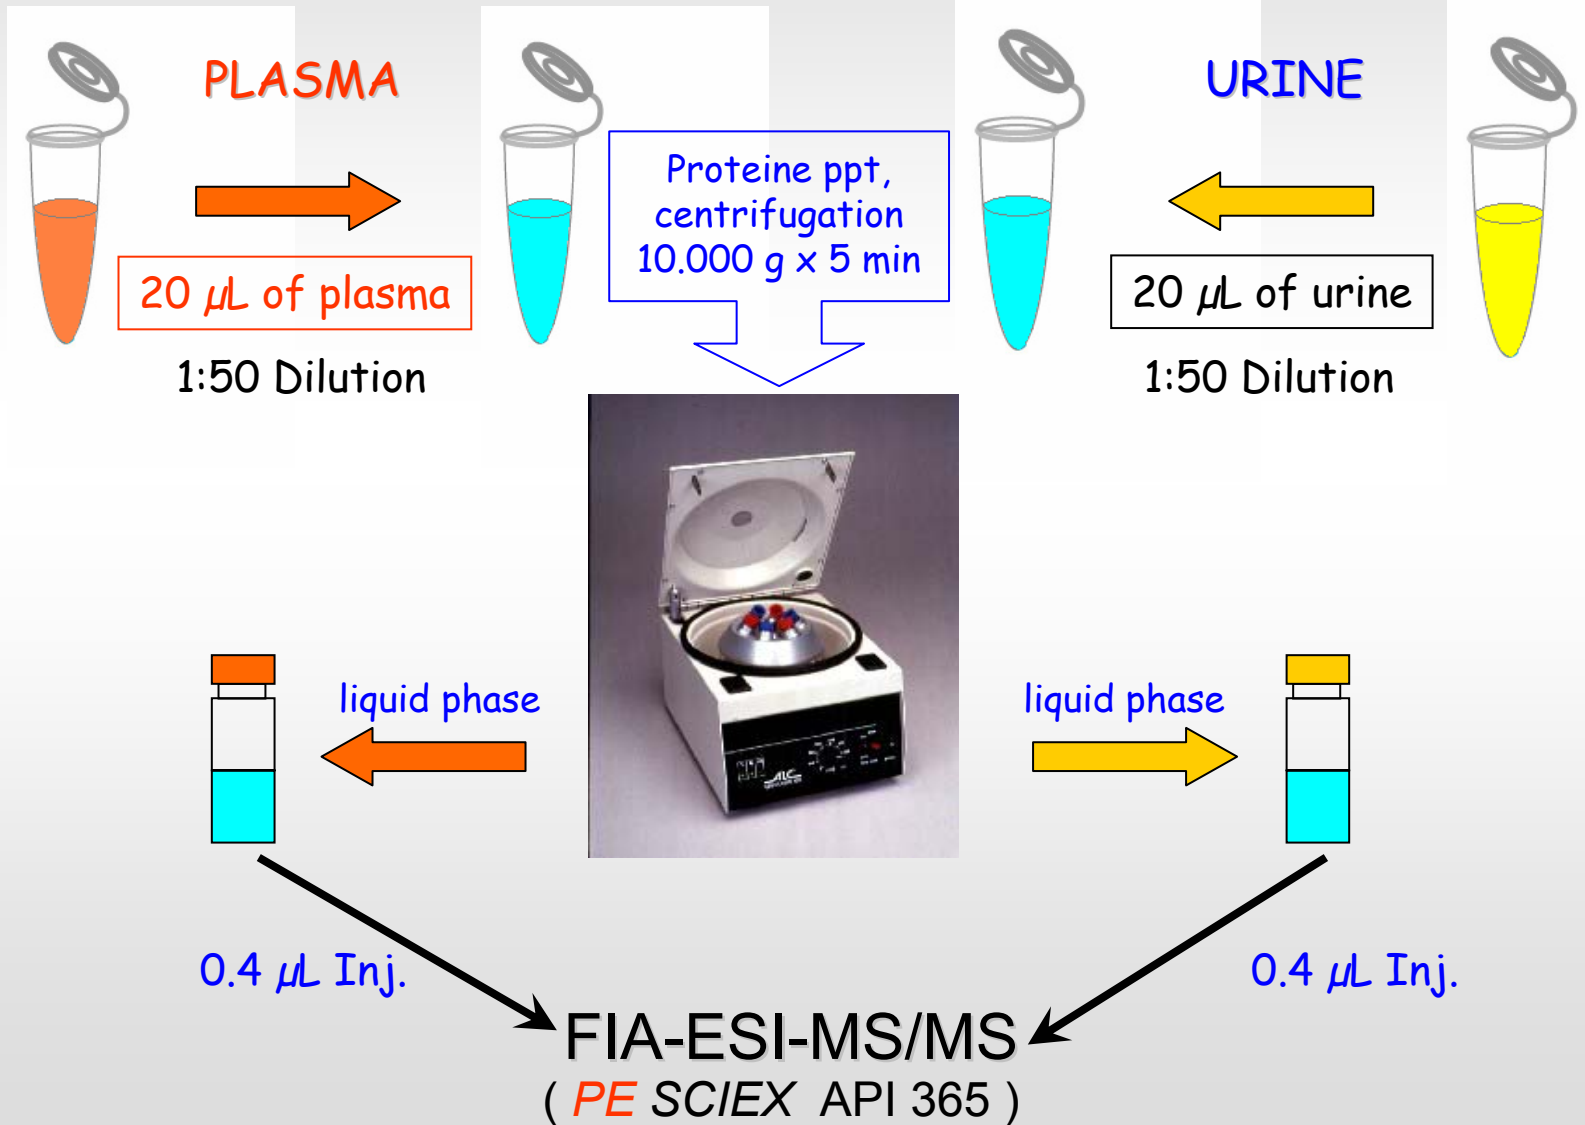 PLASMA
URINE
Proteine ppt,
centrifugation
10.000 g x 5 min
20 µL of plasma
20 µL of urine
1:50 Dilution
1:50 Dilution
liquid phase
liquid phase
ALC
0.4 µL Inj.
0.4 µL Inj.
FIA-ESI-MS/MS
( PE SCIEX API 365 )